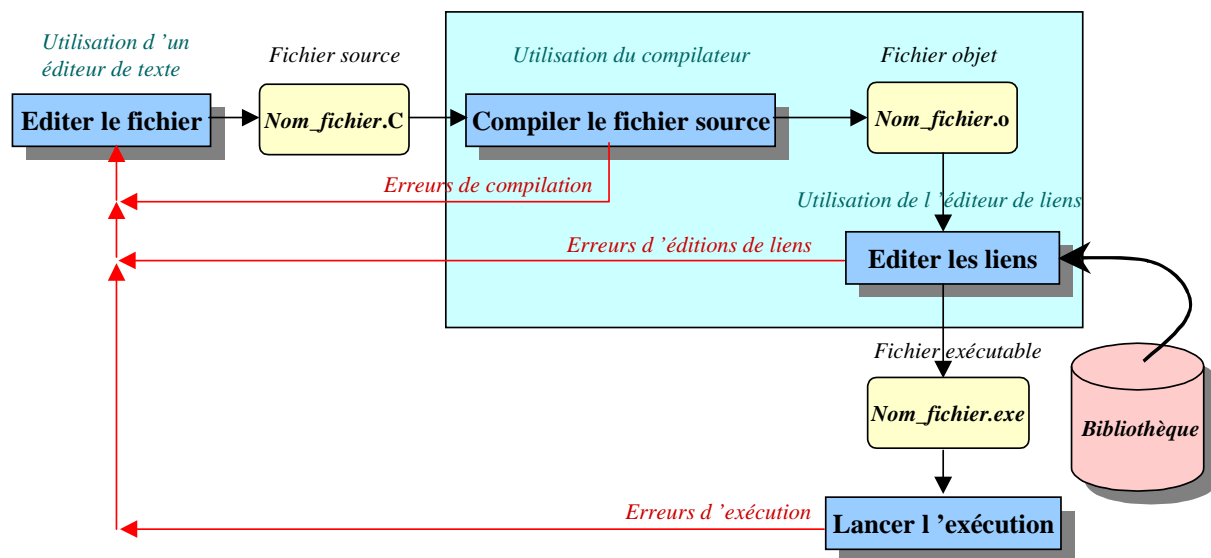 Utilisation d ’un
éditeur de texte
Fichier source
Utilisation du compilateur
Fichier objet
Editer le fichier
Nom_fichier.C
Compiler le fichier source
Nom_fichier.o
Erreurs de compilation
Utilisation de l ’éditeur de liens
Erreurs d ’éditions de liens
Editer les liens
Fichier exécutable
Nom_fichier.exe
Bibliothèque
Erreurs d ’exécution
Lancer l ’exécution